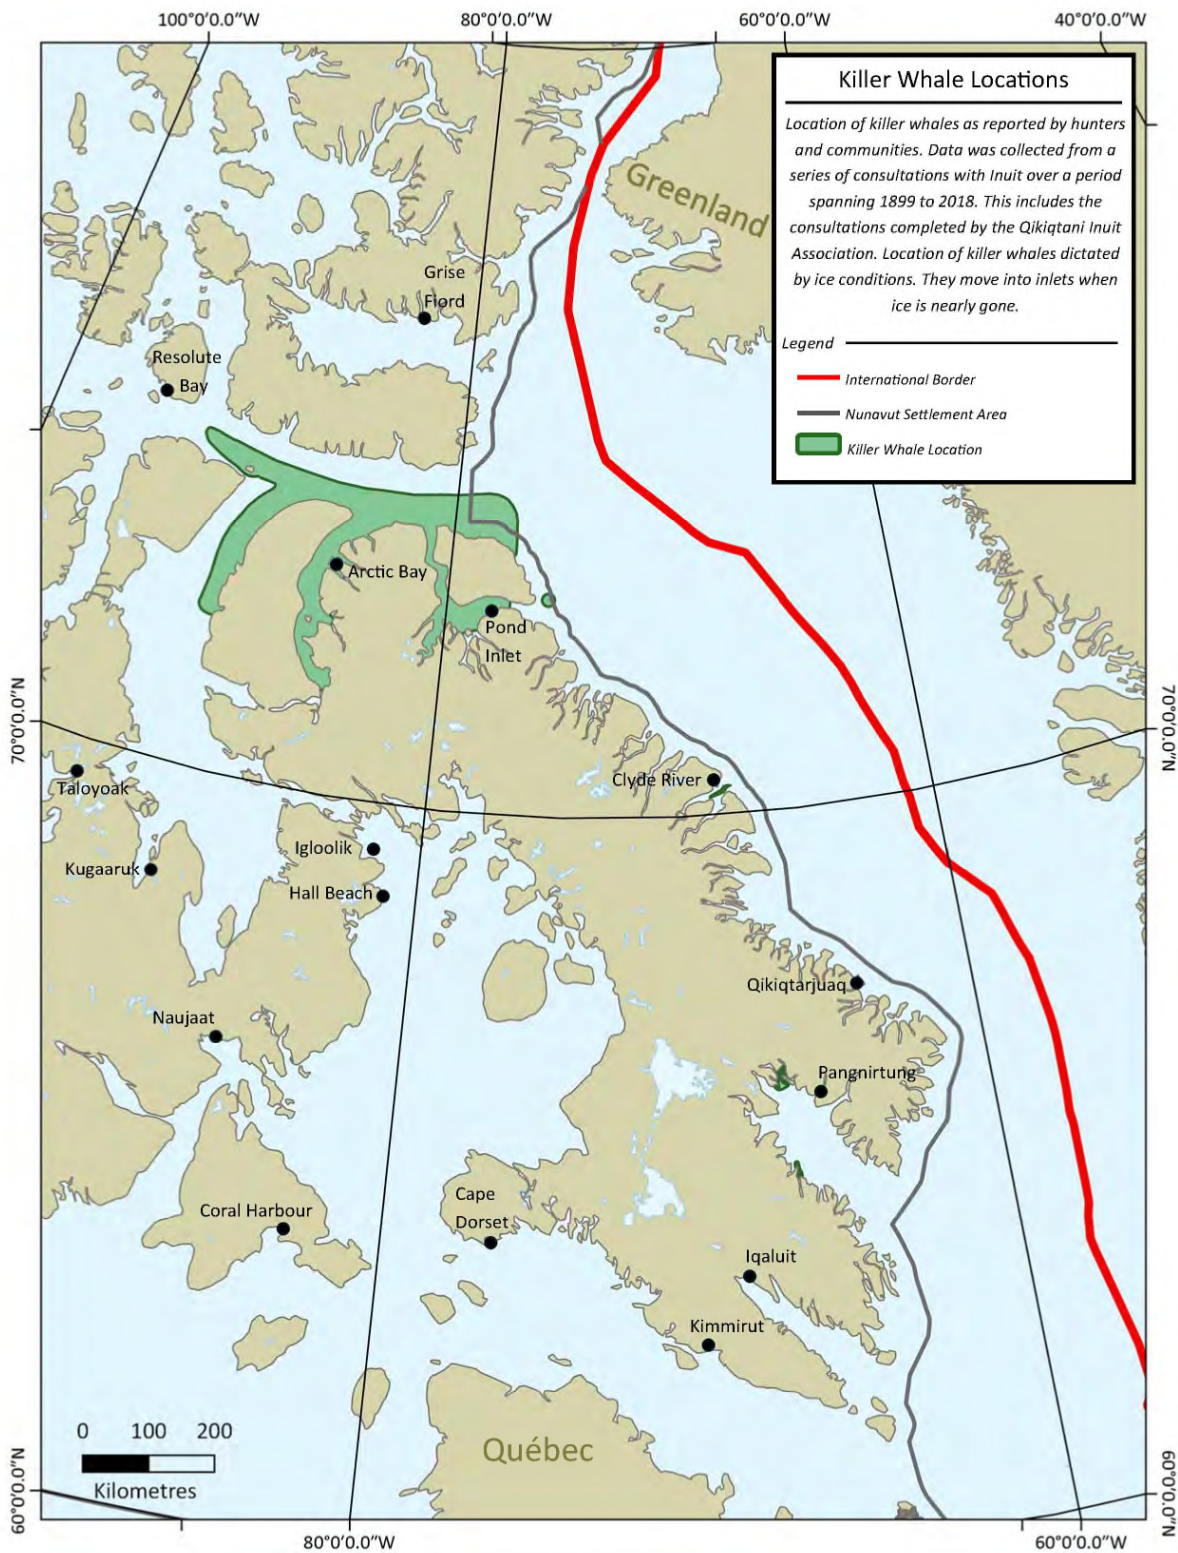 100°0'0.0"W
80°0'0.0"W
60°0'0.0"W
40°0'0.0"W
Killer Whale Locations
Location of killer whales as reported by hunters
and communities. Data was collected from a
series of consultations with Inuit over a period
spanning 1899 to 2018. This includes the
consultations completed by the Qikiqtani Inuit
Association. Location of killer whales dictated
by ice conditions. They move into inlets when
ice is nearly gone.
Legend
International Border
Nunavut Settlement Area
Killer Whale Location
Greenland
Grise
Fiord
Resolute
Bay
Arctic Bay
Pond
Inlet
70°0'0.0"N
70°0'0.0"N
Clyde River
Taloyoak
Igloolik
Kugaaruk
Hall Beach
Qikiqtarjuaq
Naujaat
Pangnirtung
Cape
Dorset
Coral Harbour
Iqaluit
Kimmirut
Québec
0 100 200
Kilometres
60°0'0.0"N
60°0'0.0"N
80°0'0.0"W
60°0'0.0"W